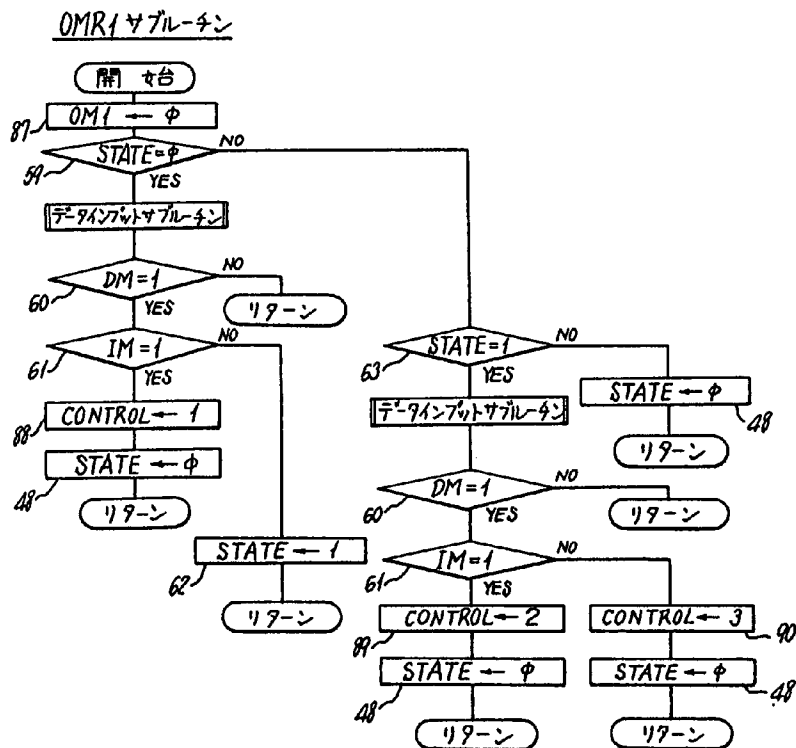 OMR1 サブルーチン
開 始
OM1 ← φ
87
STATE=φ
NO
59
YES
データインプットサブルーチン
DM=1
NO
60
YES
リターン
IM=1
NO
61
YES
CONTROL ← 1
88
STATE ← φ
48
リターン
STATE ← 1
62
リターン
STATE=1
NO
63
YES
STATE ← φ
48
リターン
データインプットサブルーチン
DM=1
NO
60
YES
リターン
IM=1
NO
61
YES
CONTROL ← 2
89
STATE ← φ
48
リターン
CONTROL ← 3
90
STATE ← φ
48
リターン